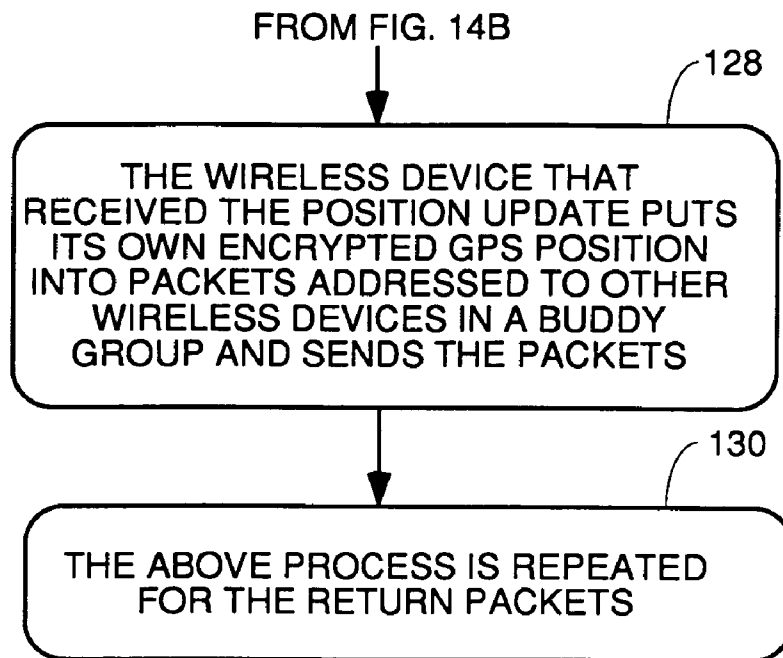 FROM FIG. 14B
128
THE WIRELESS DEVICE THAT
RECEIVED THE POSITION UPDATE PUTS
ITS OWN ENCRYPTED GPS POSITION
INTO PACKETS ADDRESSED TO OTHER
WIRELESS DEVICES IN A BUDDY
GROUP AND SENDS THE PACKETS
130
THE ABOVE PROCESS IS REPEATED
FOR THE RETURN PACKETS